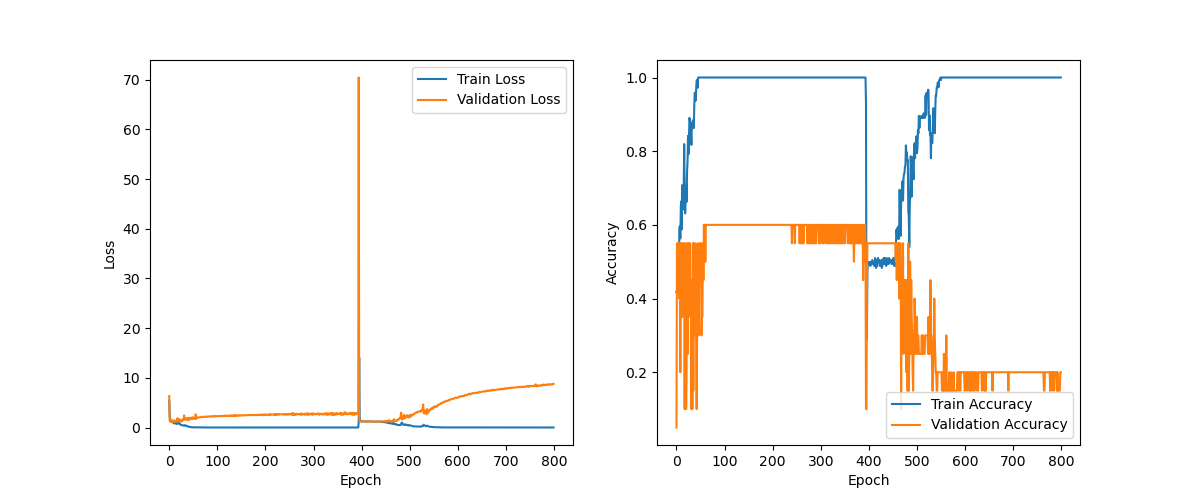 70
60
50
40
30
20
10
0
Loss
0 100 200 300 400 500 600 700 800
Epoch
Train Loss
Validation Loss
1.0
0.8
0.6
0.4
0.2
Accuracy
0 100 200 300 400 500 600 700 800
Epoch
Train Accuracy
Validation Accuracy